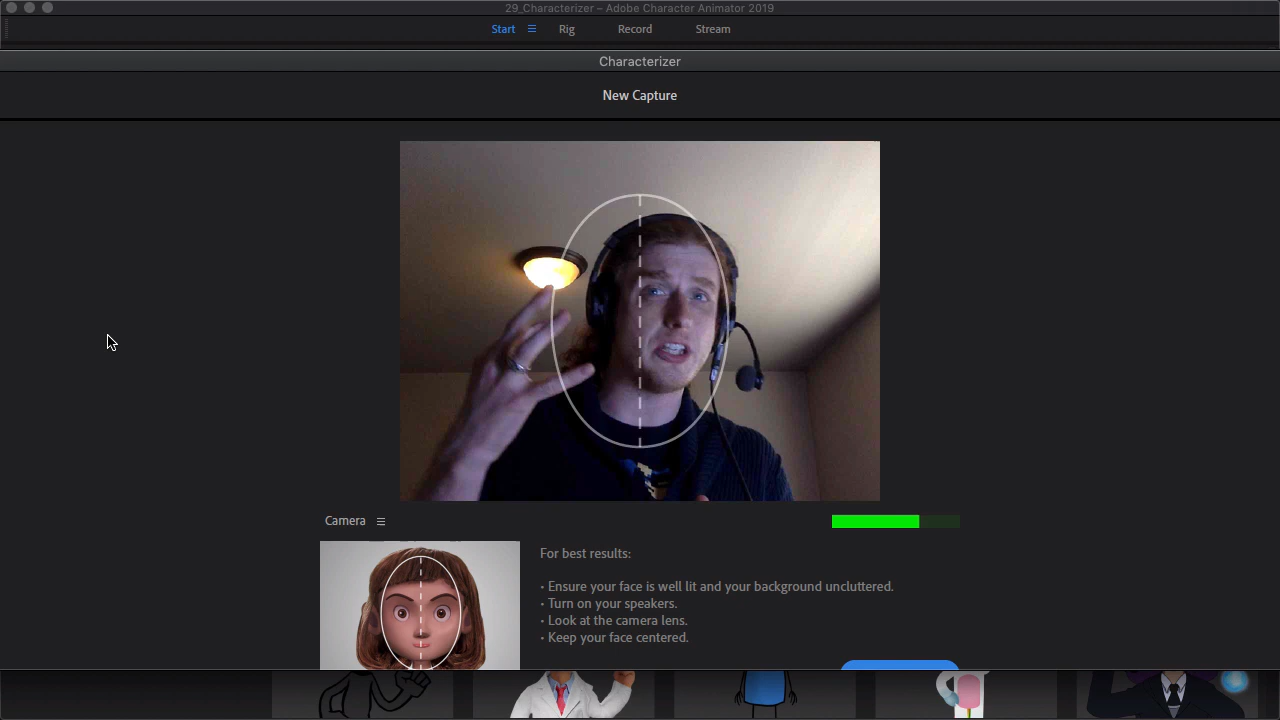 29_Characterizer – Adobe Character Animator 2019
Start Rig Record Stream
Characterizer
New Capture
Camera
For best results:
• Ensure your face is well lit and your background uncluttered.
• Turn on your speakers.
• Look at the camera lens.
• Keep your face centered.